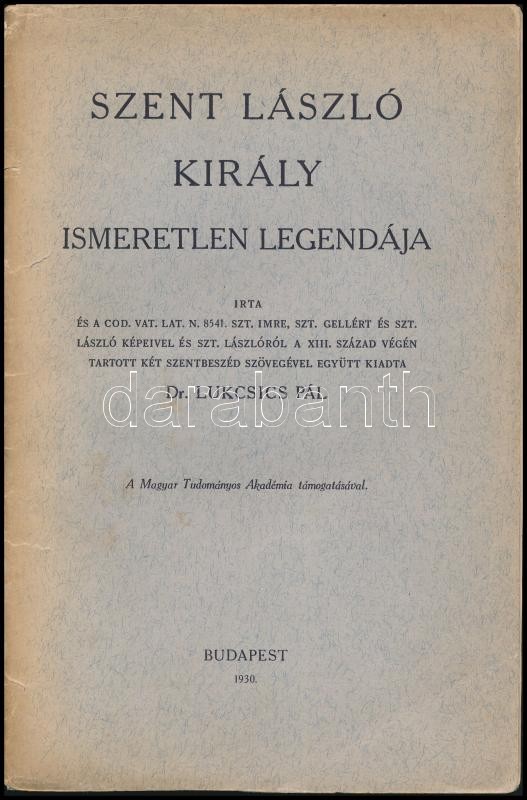 SZENT LÁSZLÓ
KIRÁLY
ISMERETLEN LEGENDÁJA
IRTA
ÉS A COD. VAT. LAT. N. 8541. SZT. IMRE, SZT. GELLÉRT ÉS SZT.
LÁSZLÓ KÉPEIVEL ÉS SZT. LÁSZLÓRÓL A XIII. SZÁZAD VÉGÉN
TARTOTT KÉT SZENTBESZÉD SZÖVEGÉVEL EGYÜTT KIADTA
Dr. LUKCSICS PÁL
darabanth
A Magyar Tudományos Akadémia támogatásával.
BUDAPEST
1930.